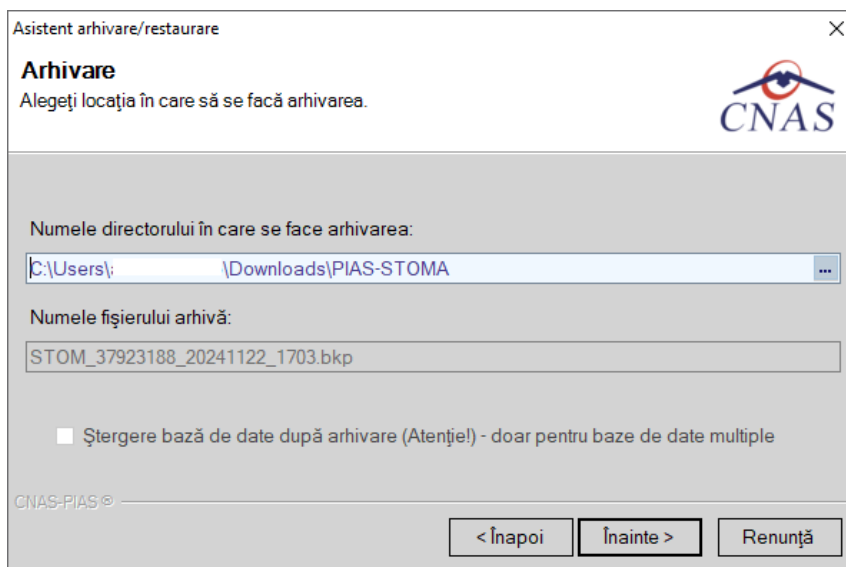 Asistent arhivare/restaurare
Arhivare
Alegeţi locaţia în care să se facă arhivarea.
CNAS
Numele directorului în care se face arhivarea:
C:\Users\ \Downloads\PIAS-STOMA
...
Numele fişierului arhivă:
STOM_37923188_20241122_1703.bkp
Ştergere bază de date după arhivare (Atenţie!) - doar pentru baze de date multiple
CNAS-PIAS ®
< Înapoi
Înainte >
Renunţă